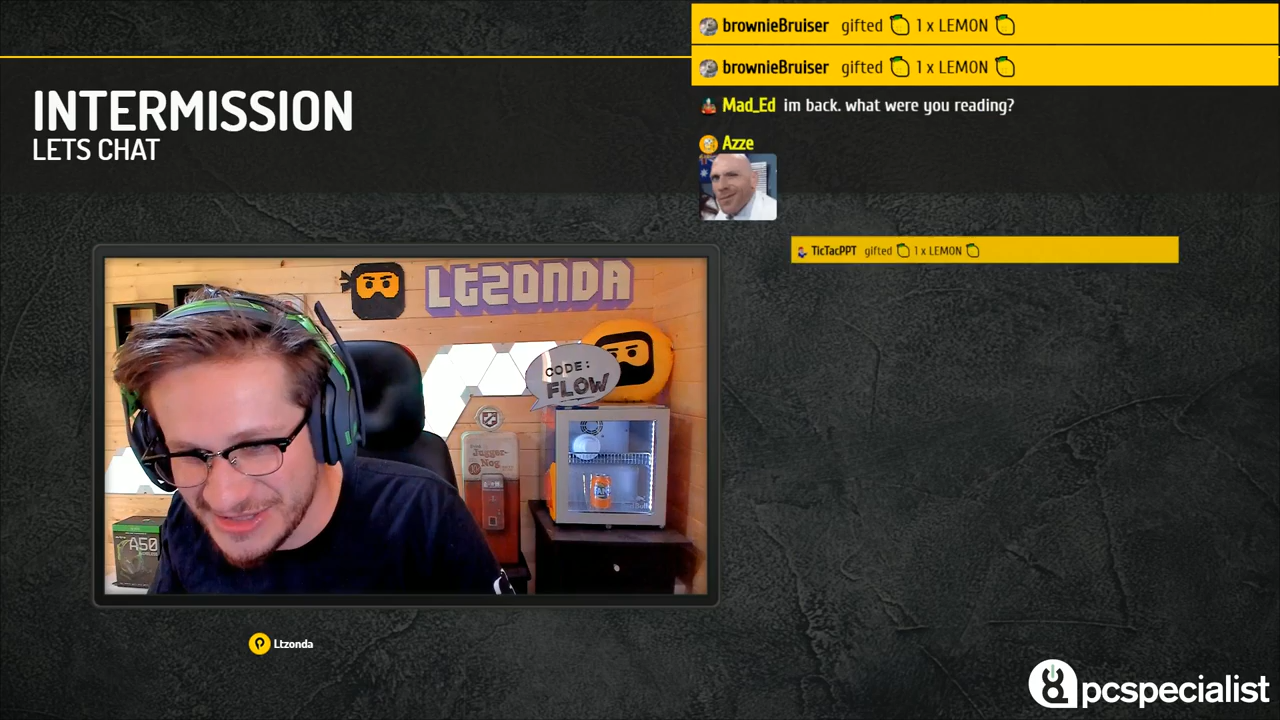 brownieBruiser gifted 1 x LEMON
brownieBruiser gifted 1 x LEMON
Mad_Ed im back. what were you reading?
Azze
TicTacPPT gifted 1 x LEMON
INTERMISSION
LETS CHAT
LtZONDA
CODE:
FLOW
Jugger-
Nog
A50
Ltzonda
pcspecialist